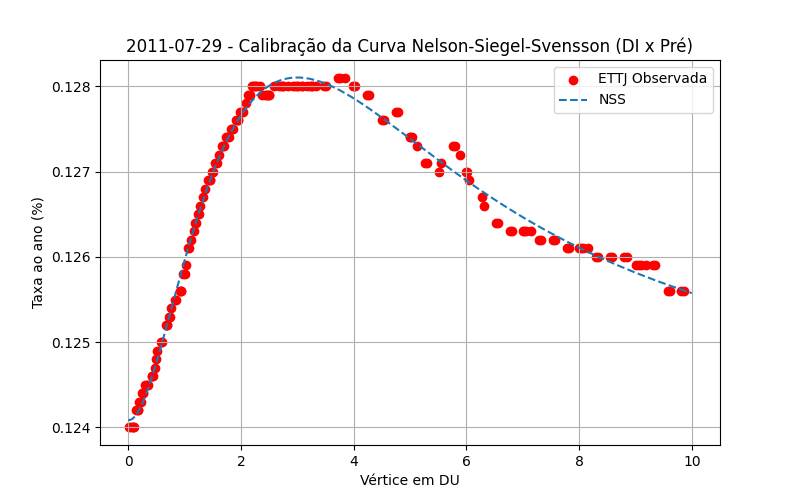 2011-07-29 - Calibração da Curva Nelson-Siegel-Svensson (DI x Pré)
ETTJ Observada
NSS
Taxa ao ano (%)
0.128
0.127
0.126
0.125
0.124
0 2 4 6 8 10
Vértice em DU